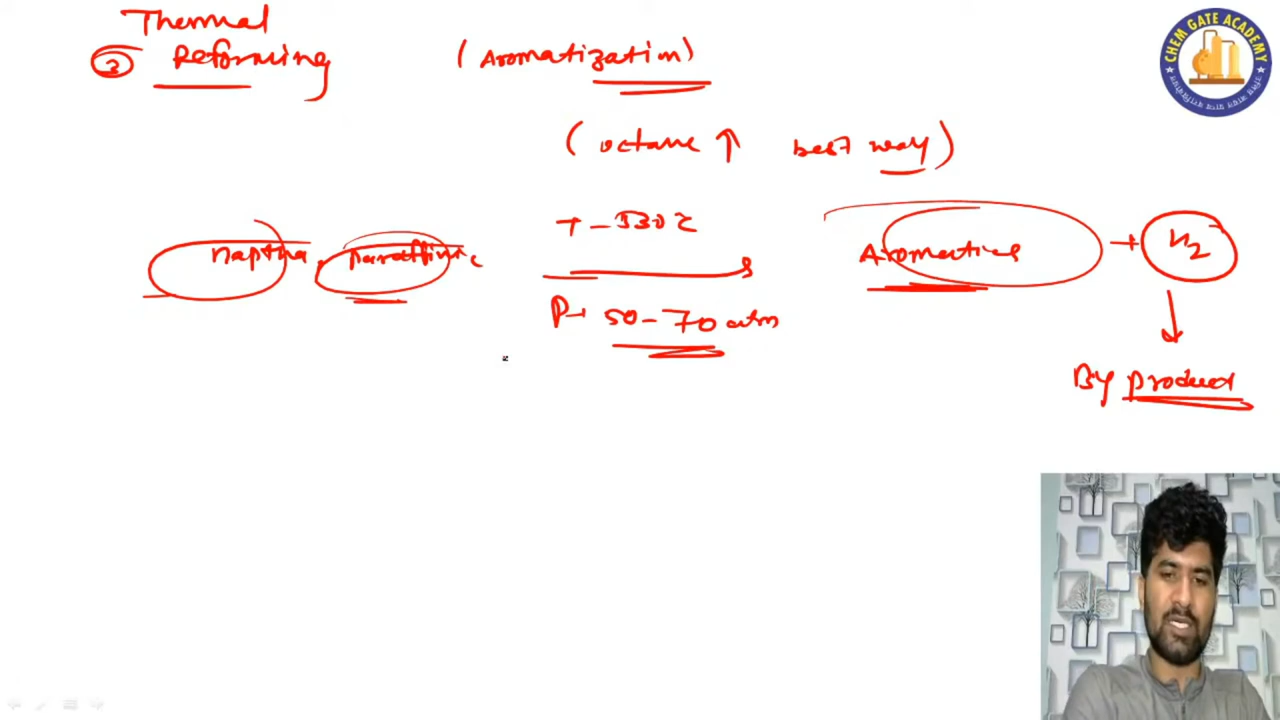 Thermal
③ Reforming (Aromatization)
(octane ↑ best way)
Naptha, paraffinic T - 530 c Aromatics + H2
P → 50 - 70 atm
By product
CHEM GATE ACADEMY